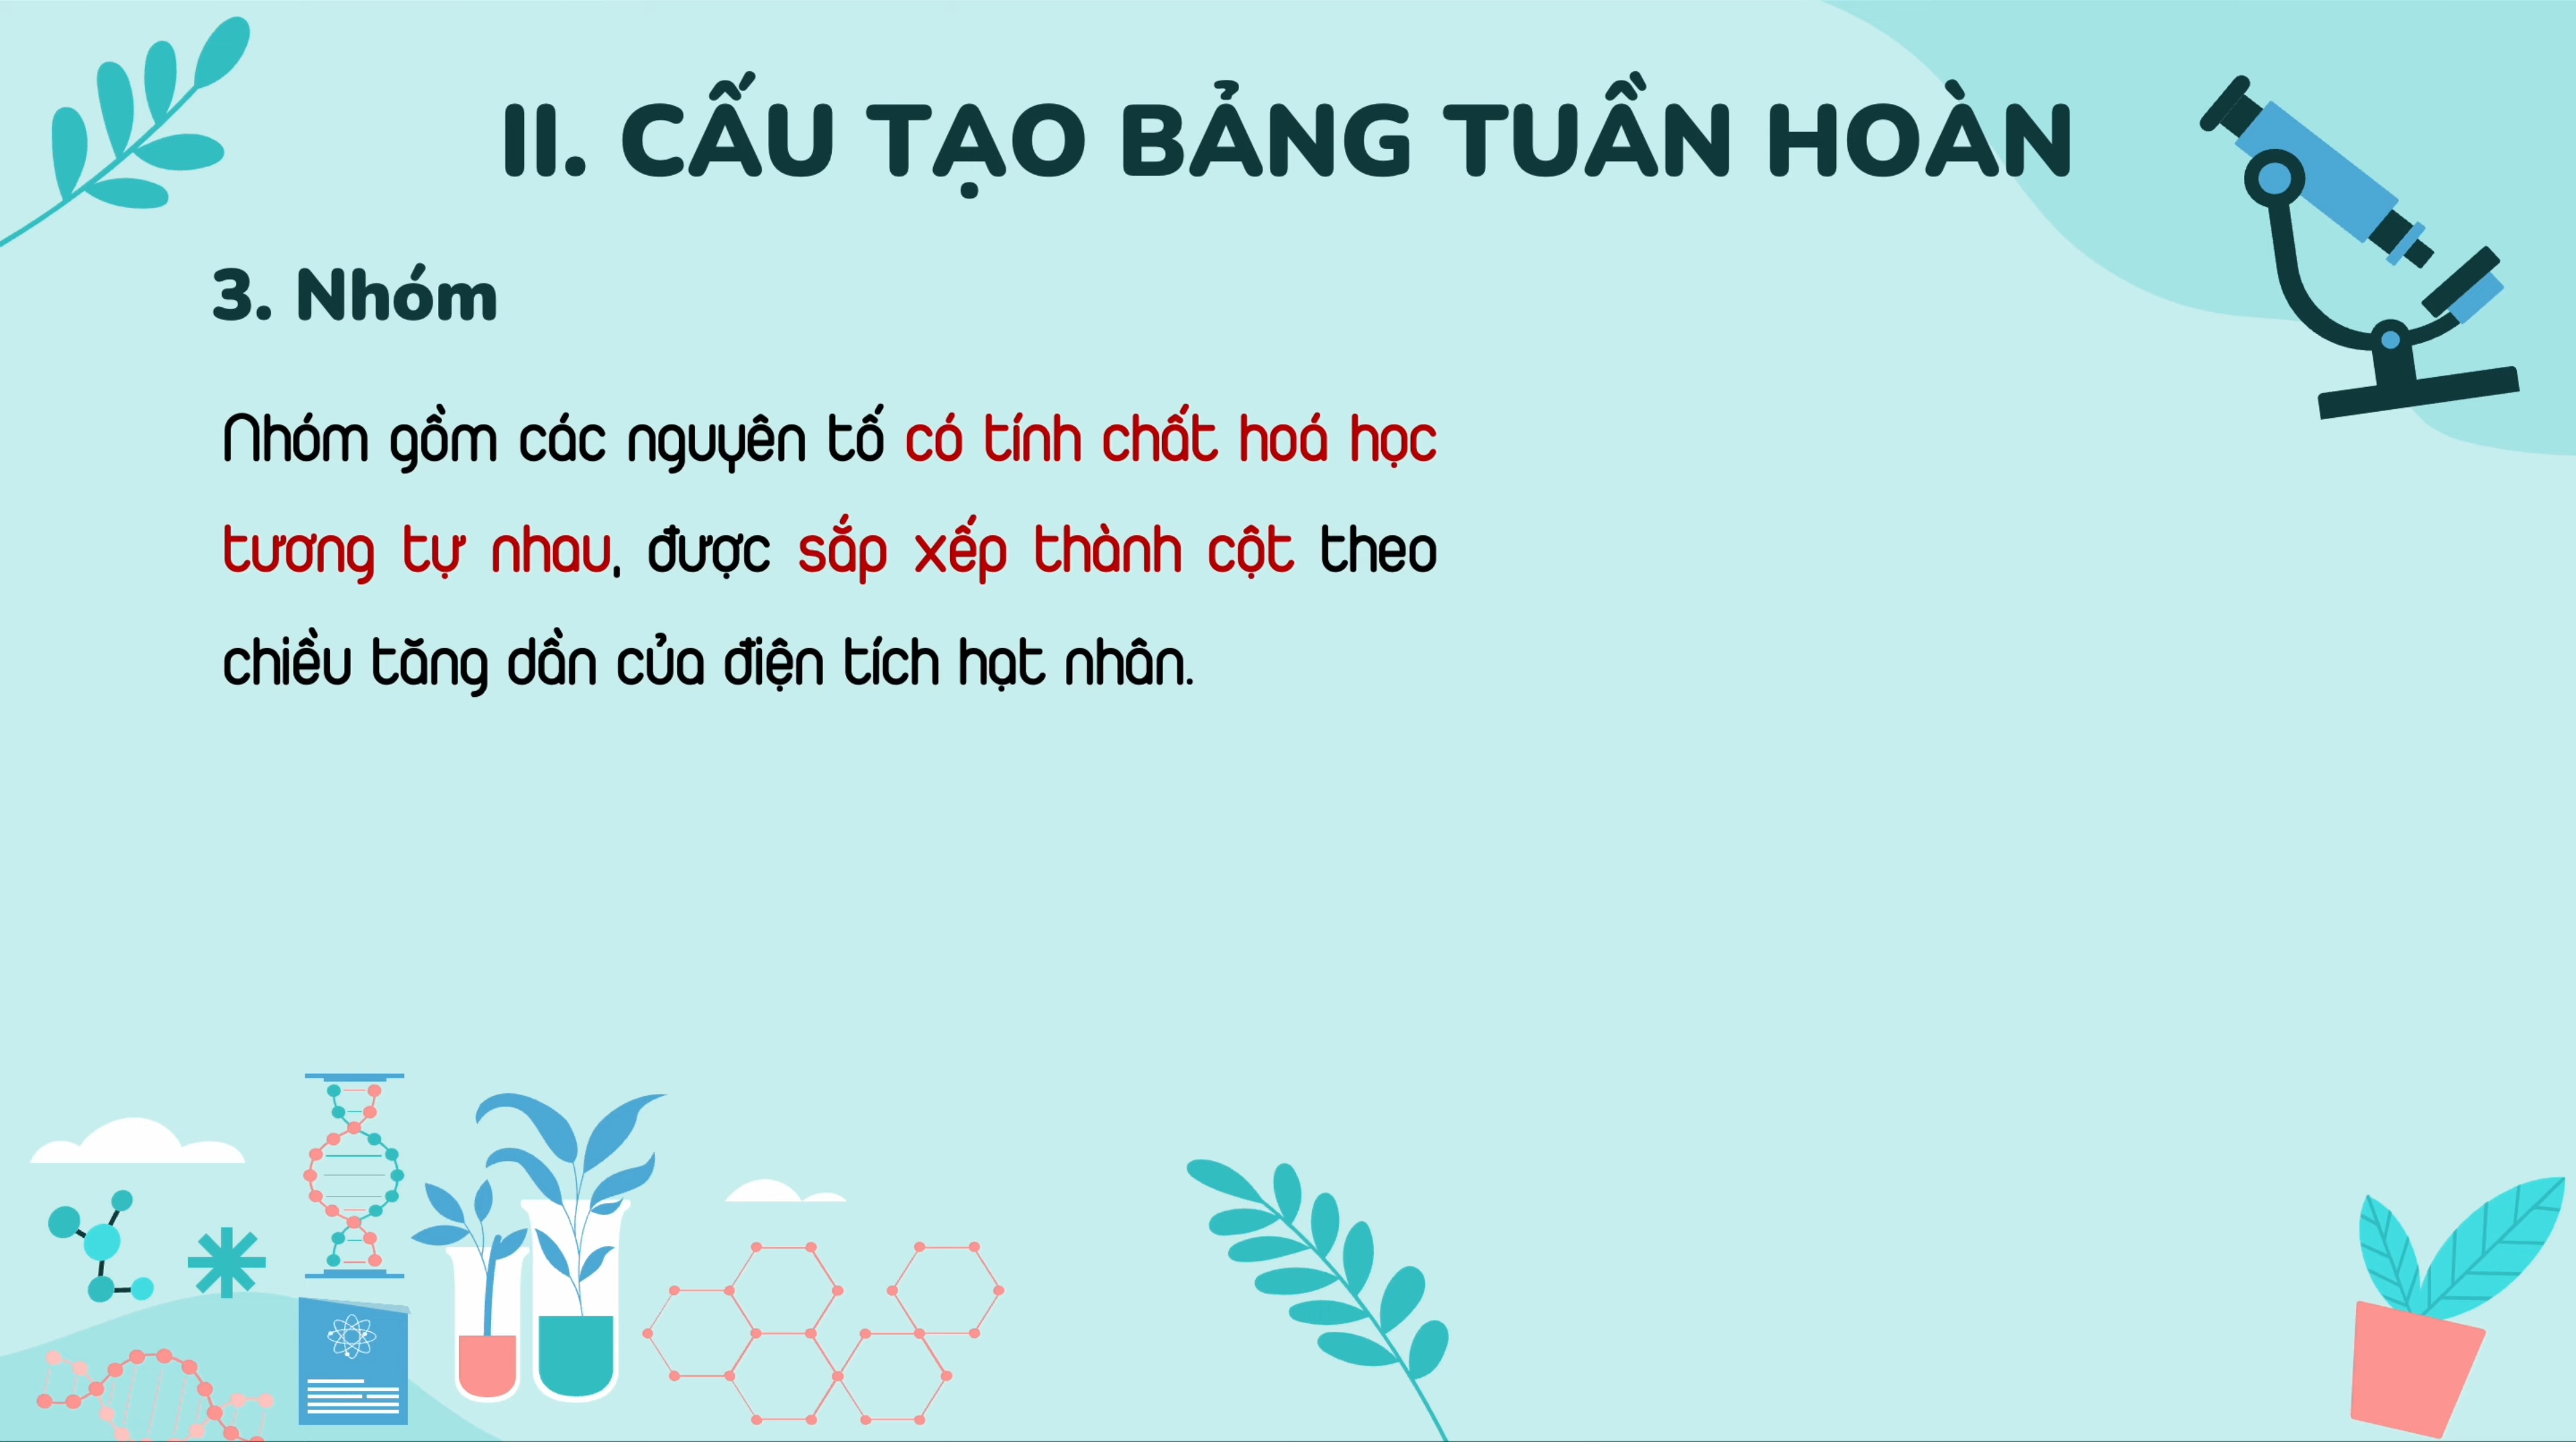 II. CẤU TẠO BẢNG TUẦN HOÀN
3. Nhóm
Nhóm gồm các nguyên tố có tính chất hoá học
tương tự nhau, được sắp xếp thành cột theo
chiều tăng dần của điện tích hạt nhân.